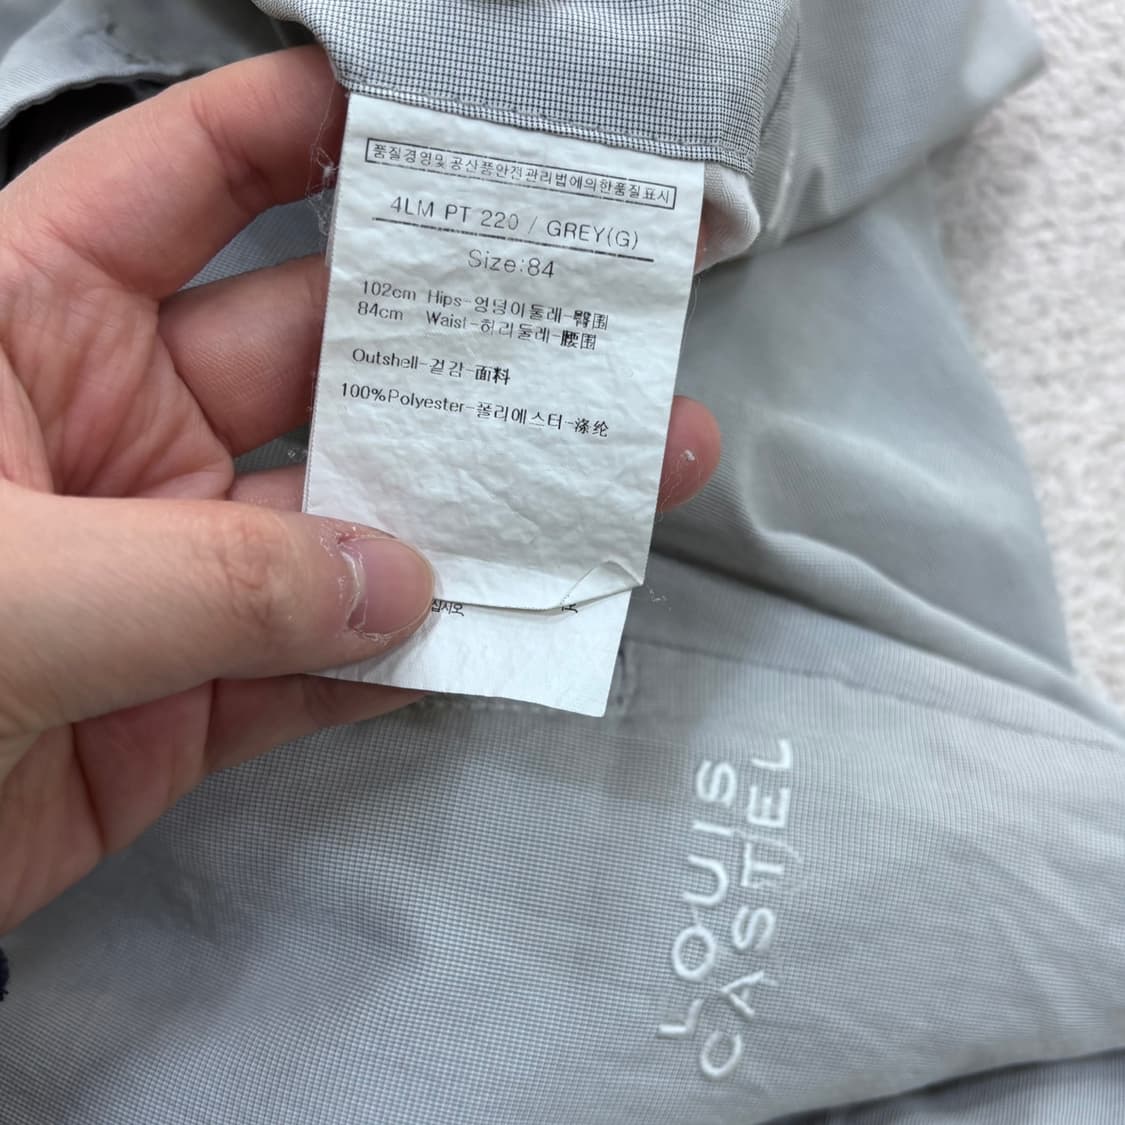 품질경영및 공산품안전관리법에의한품질표시
4LM PT 220 / GREY(G)
Size:84
102cm Hips-엉덩이둘레-臀围
84cm Waist-허리둘레-腰围
Outshell-겉감-面料
100%Polyester-폴리에스터-涤纶
십시오
LOUIS
CASTEL